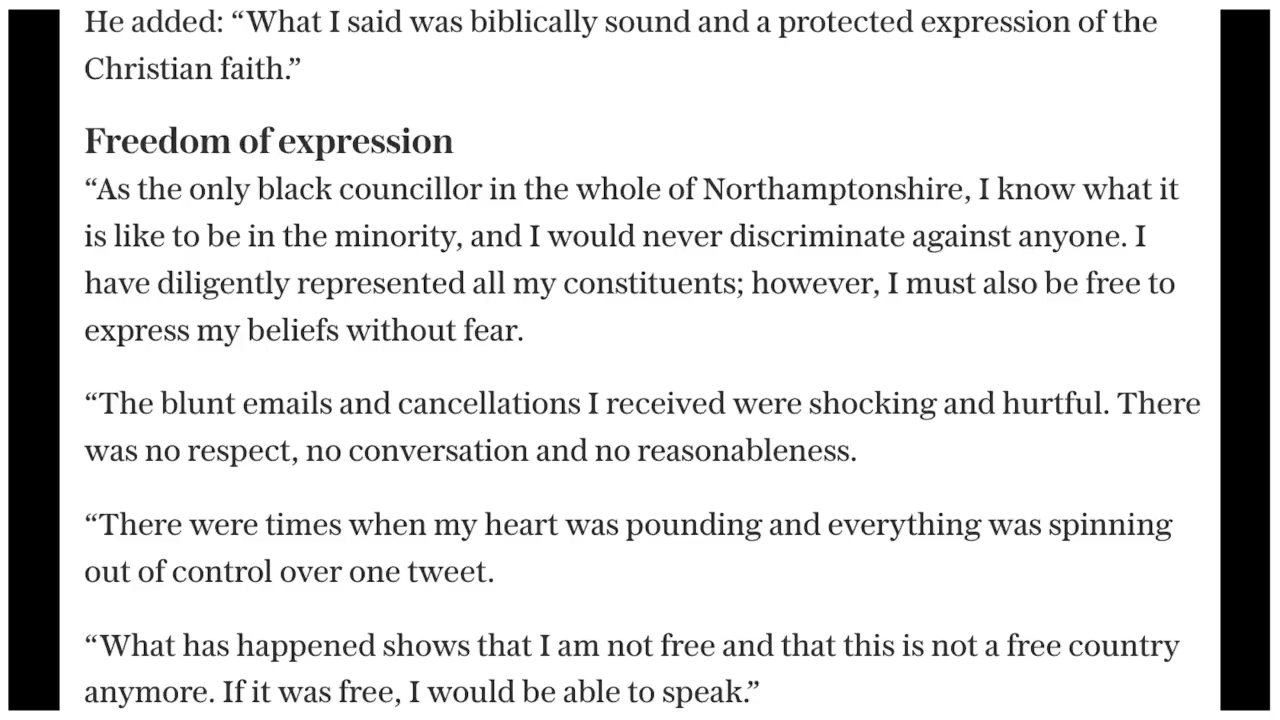 He added: “What I said was biblically sound and a protected expression of the
Christian faith.”
Freedom of expression
“As the only black councillor in the whole of Northamptonshire, I know what it
is like to be in the minority, and I would never discriminate against anyone. I
have diligently represented all my constituents; however, I must also be free to
express my beliefs without fear.
“The blunt emails and cancellations I received were shocking and hurtful. There
was no respect, no conversation and no reasonableness.
“There were times when my heart was pounding and everything was spinning
out of control over one tweet.
“What has happened shows that I am not free and that this is not a free country
anymore. If it was free, I would be able to speak.”